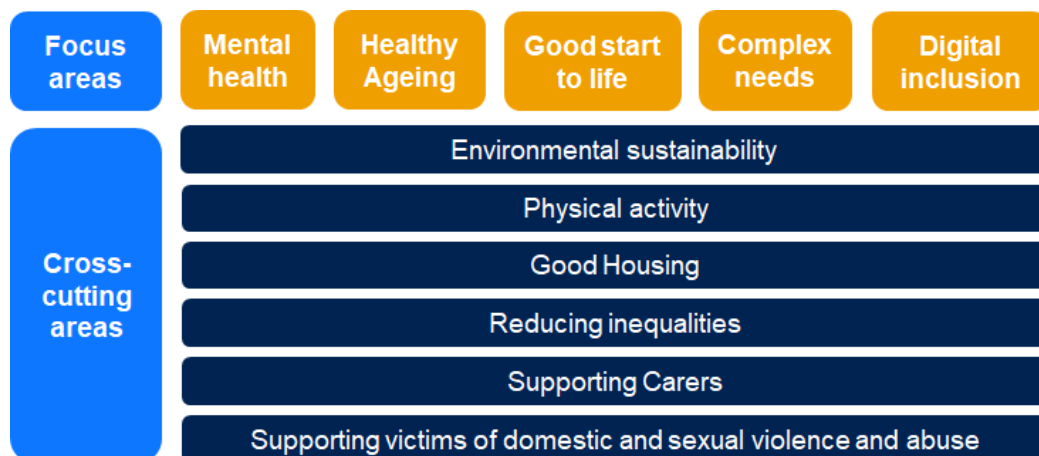 Focus
areas
Mental
health
Healthy
Ageing
Good start
to life
Complex
needs
Digital
inclusion
Cross-
cutting
areas
Environmental sustainability
Physical activity
Good Housing
Reducing inequalities
Supporting Carers
Supporting victims of domestic and sexual violence and abuse